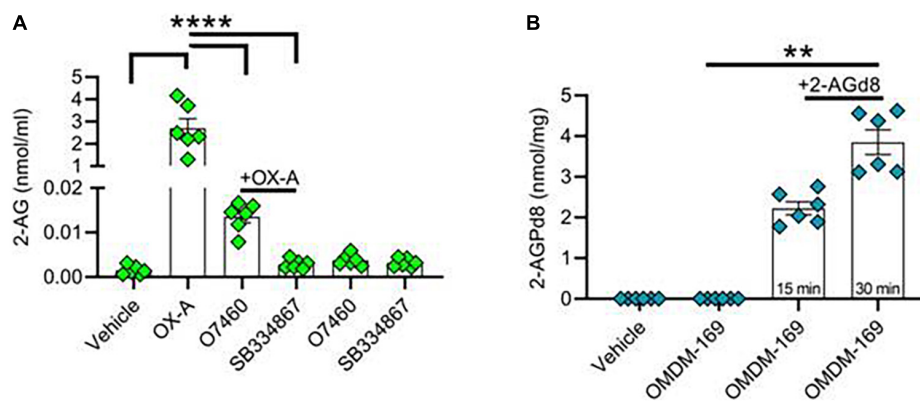 A
****
2-AG (nmol/ml)
5
4
3
2
1
0.02
0.01
0.00
+OX-A
Vehicle
OX-A
O7460
SB334867
O7460
SB334867
B
**
+2-AGd8
2-AGPd8 (nmol/mg)
5
4
3
2
1
0
15 min
30 min
Vehicle
OMDM-169
OMDM-169
OMDM-169